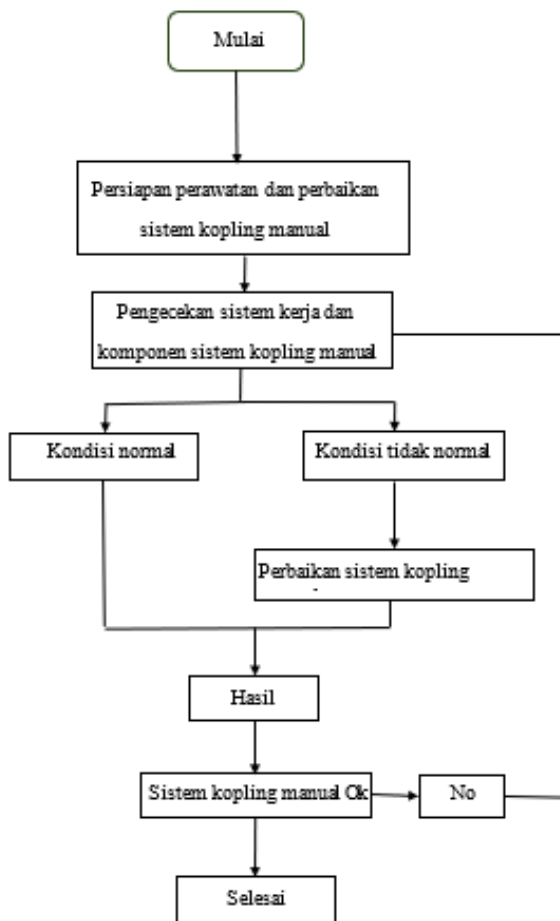 Mulai
Persiapan perawatan dan perbaikan
sistem kopling manual
Pengecekan sistem kerja dan
komponen sistem kopling manual
Kondisi normal
Kondisi tidak normal
Perbaikan sistem kopling
Hasil
Sistem kopling manual Ok
No
Selesai